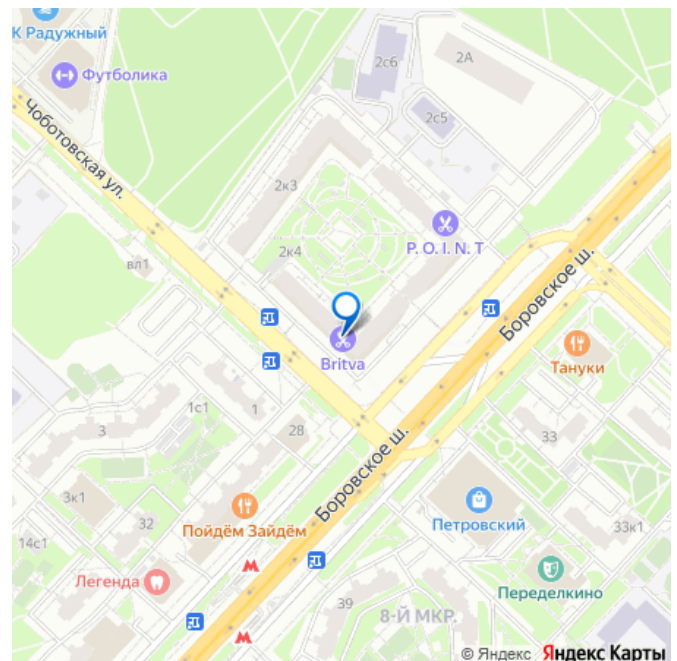 К Радужный
Футболика
2с6
2А
2с5
Чоботовская ул.
2к3
P. O. I. N. T
2к4
вл1
Боровское ш.
Britva
Тануки
1с1
1
28
3
33
Боровское ш.
3к1
32
Пойдём Зайдём
Петровский
33к1
14с1
Легенда
Переделкино
39
8-Й МКР.
© Яндекс Яндекс Карты